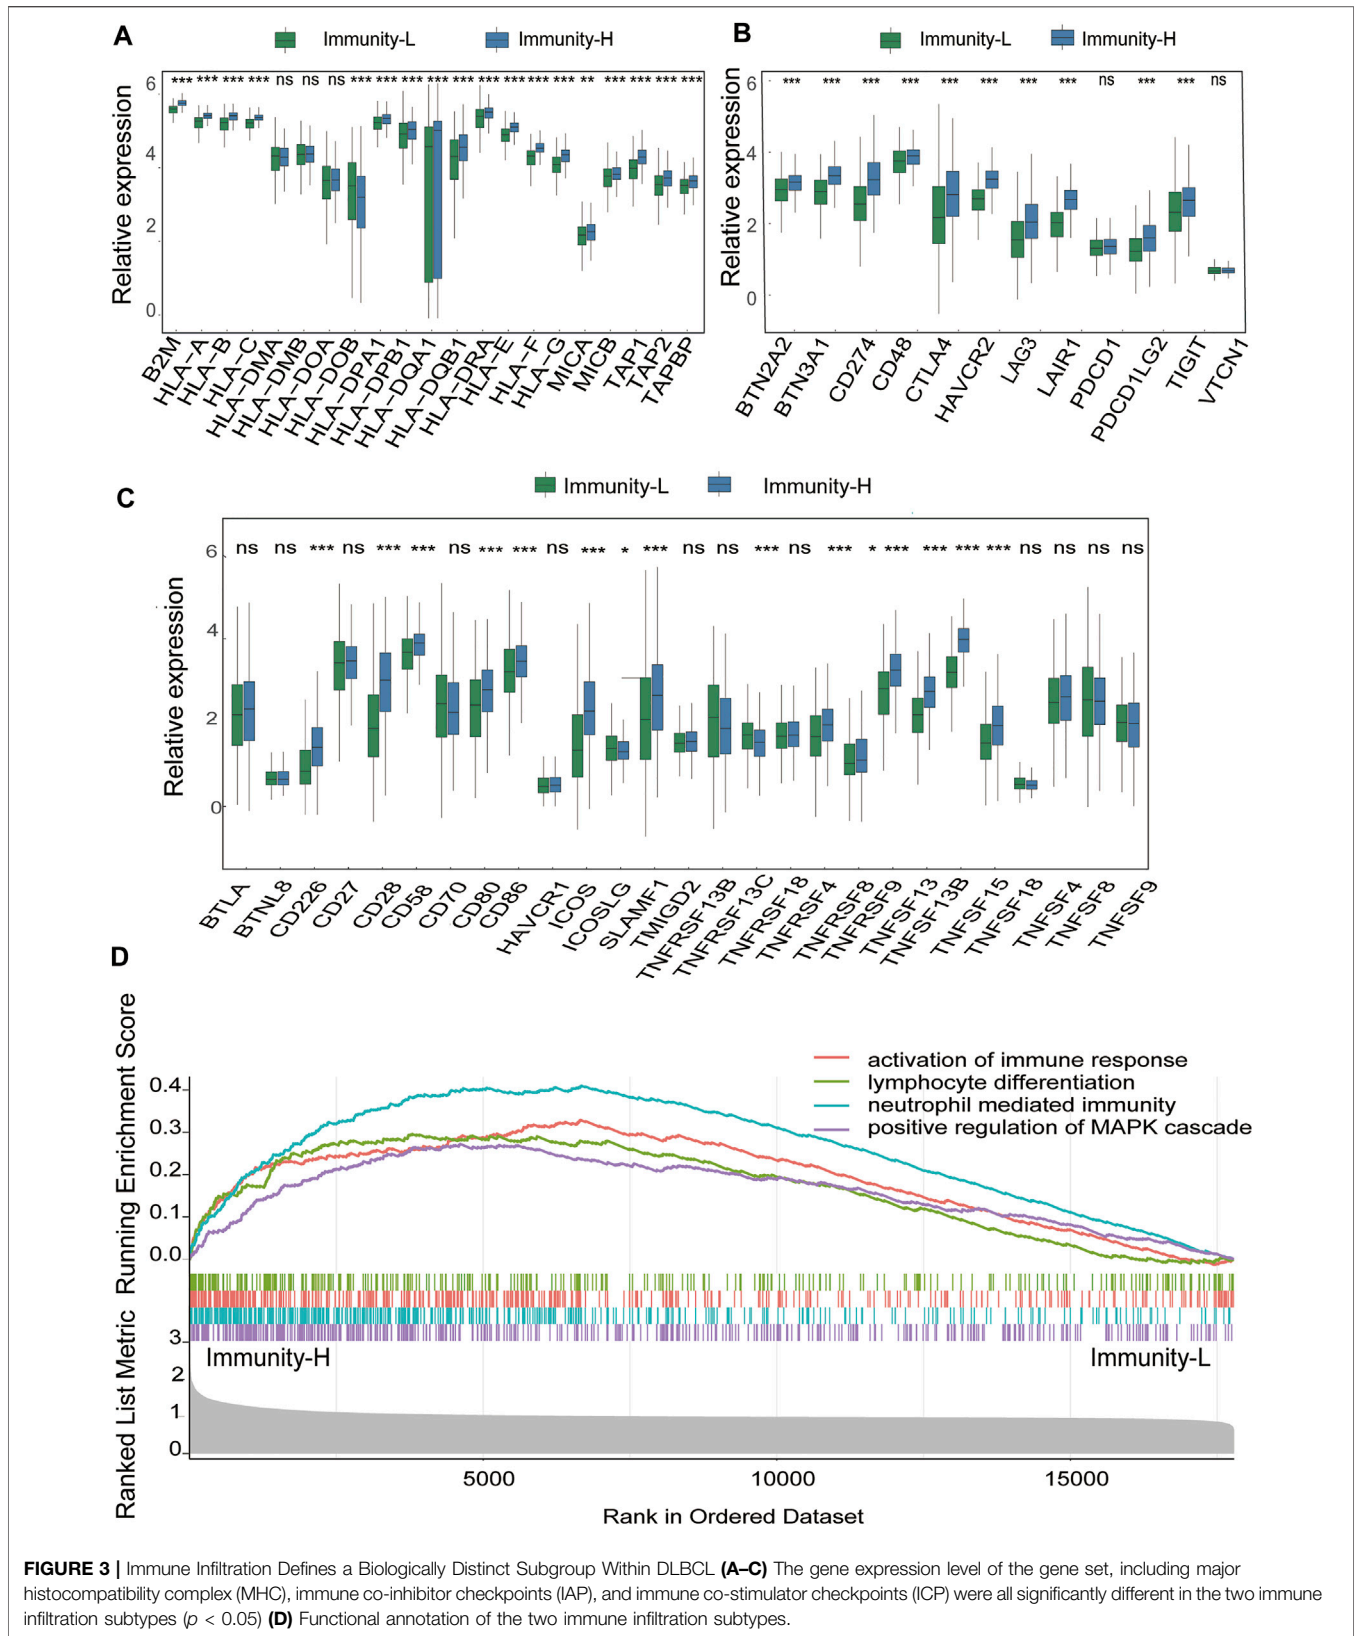 A
Immunity-L
Immunity-H
Relative expression
6
4
2
0
*** *** *** *** ns ns ns *** *** *** *** *** *** *** *** *** ** *** *** *** ***
B2M
HLA−A
HLA−B
HLA−C
HLA−DMA
HLA−DMB
HLA−DOA
HLA−DOB
HLA−DPA1
HLA−DPB1
HLA−DQA1
HLA−DQB1
HLA−DRA
HLA−E
HLA−F
HLA−G
MICA
MICB
TAP1
TAP2
TAPBP
B
Immunity-L
Immunity-H
Relative expression
6
4
2
0
*** *** *** *** *** *** *** *** ns *** *** ns
BTN2A2
BTN3A1
CD274
CD48
CTLA4
HAVCR2
LAG3
LAIR1
PDCD1
PDCD1LG2
TIGIT
VTCN1
C
Immunity-L
Immunity-H
Relative expression
6
4
2
0
ns ns *** ns *** *** ns *** *** ns *** * *** ns ns *** ns *** * *** *** *** *** ns ns ns ns
BTLA
BTNL8
CD226
CD27
CD28
CD58
CD70
CD80
CD86
HAVCR1
ICOS
ICOSLG
SLAMF1
TMIGD2
TNFRSF13B
TNFRSF13C
TNFRSF18
TNFRSF4
TNFRSF8
TNFRSF9
TNFSF13
TNFSF13B
TNFSF15
TNFSF18
TNFSF4
TNFSF8
TNFSF9
D
Running Enrichment Score
0.4
0.3
0.2
0.1
0.0
activation of immune response
lymphocyte differentiation
neutrophil mediated immunity
positive regulation of MAPK cascade
Ranked List Metric
3
2
1
0
Immunity-H
Immunity-L
5000
10000
15000
Rank in Ordered Dataset
FIGURE 3 | Immune Infiltration Defines a Biologically Distinct Subgroup Within DLBCL (A–C) The gene expression level of the gene set, including major
histocompatibility complex (MHC), immune co-inhibitor checkpoints (IAP), and immune co-stimulator checkpoints (ICP) were all significantly different in the two immune
infiltration subtypes (p < 0.05) (D) Functional annotation of the two immune infiltration subtypes.